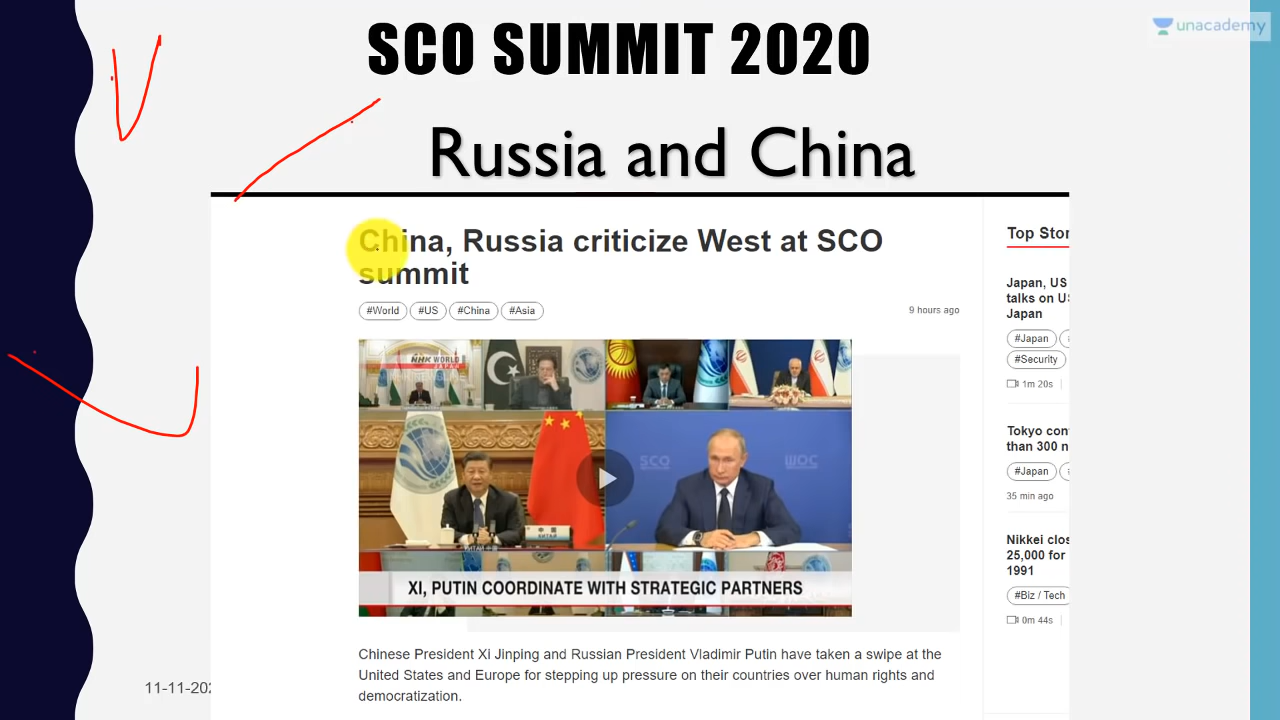 unacademy
SCO SUMMIT 2020
Russia and China
China, Russia criticize West at SCO
summit
#World #US #China #Asia
9 hours ago
NHK WORLD
JAPAN
SCO
XI, PUTIN COORDINATE WITH STRATEGIC PARTNERS
Chinese President Xi Jinping and Russian President Vladimir Putin have taken a swipe at the
United States and Europe for stepping up pressure on their countries over human rights and
democratization.
11-11-202
Top Stor
Japan, US
talks on US
Japan
#Japan
#Security
1m 20s
Tokyo con
than 300 n
#Japan
35 min ago
Nikkei clos
25,000 for
1991
#Biz / Tech
0m 44s